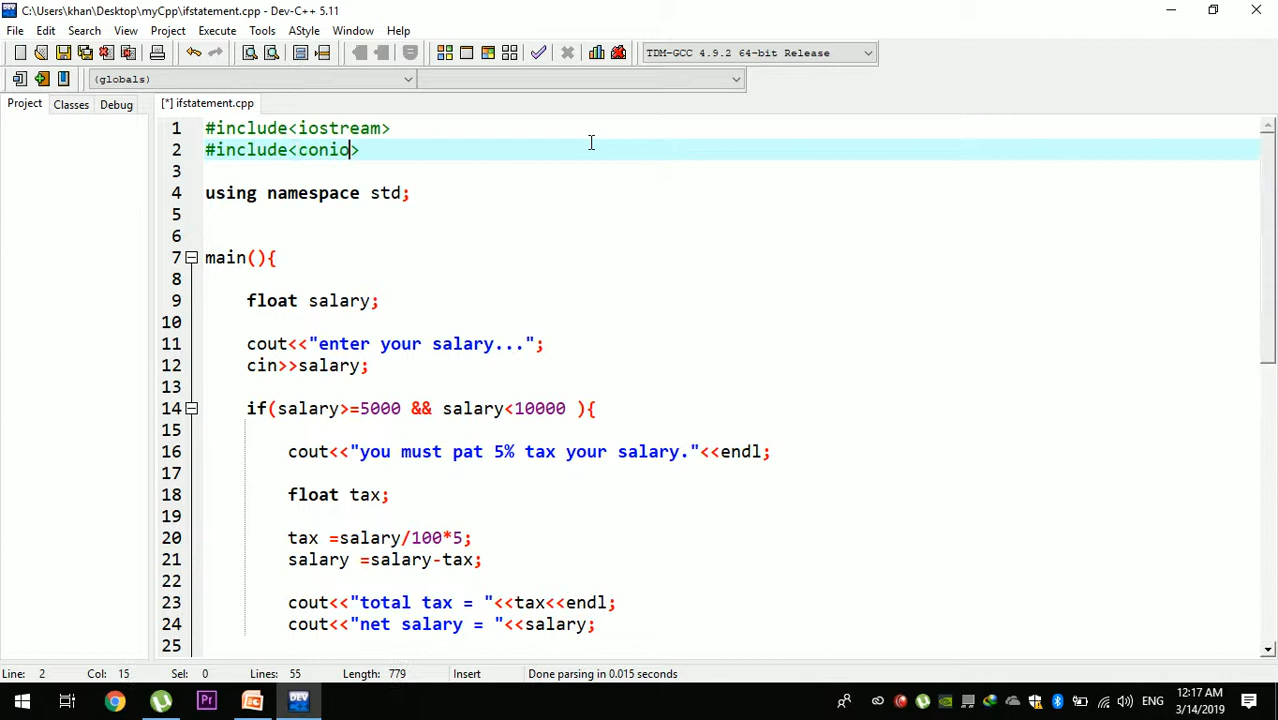 C:\Users\khan\Desktop\myCpp\ifstatement.cpp - Dev-C++ 5.11
File Edit Search View Project Execute Tools AStyle Window Help
TDM-GCC 4.9.2 64-bit Release
(globals)
Project Classes Debug [*] ifstatement.cpp
1 #include<iostream>
2 #include<conio>
3
4 using namespace std;
5
6
7 main(){
8
9 float salary;
10
11 cout<<"enter your salary...";
12 cin>>salary;
13
14 if(salary>=5000 && salary<10000 ){
15
16 cout<<"you must pat 5% tax your salary."<<endl;
17
18 float tax;
19
20 tax =salary/100*5;
21 salary =salary-tax;
22
23 cout<<"total tax = "<<tax<<endl;
24 cout<<"net salary = "<<salary;
25
Line: 2 Col: 15 Sel: 0 Lines: 55 Length: 779 Insert Done parsing in 0.015 seconds
Pr DEV ENG 12:17 AM
3/14/2019